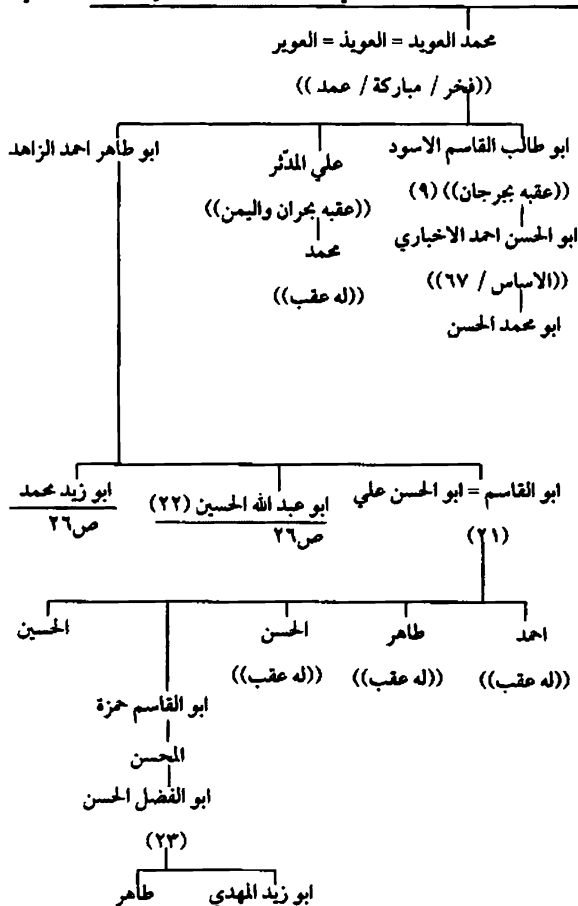 محمد العويد = العويذ = العوير
((فخر / مباركة / عمد))
ابو طالب القاسم الاسود
علي المدّثر
ابو طاهر احمد الزاهد
((عقبه بجرجان)) (٩)
((عقبه بحران واليمن))
ابو الحسن احمد الاخباري
محمد
((الاساس / ٦٧))
((له عقب))
ابو محمد الحسن
ابو القاسم = ابو الحسن علي
ابو عبد الله الحسين (٢٢)
ابو زيد محمد
(٢١)
ص٢٦
ص٢٦
احمد
طاهر
الحسن
الحسين
((له عقب))
((له عقب))
((له عقب))
ابو القاسم حمزة
المحسن
ابو الفضل الحسن
(٢٣)
ابو زيد المهدي
طاهر